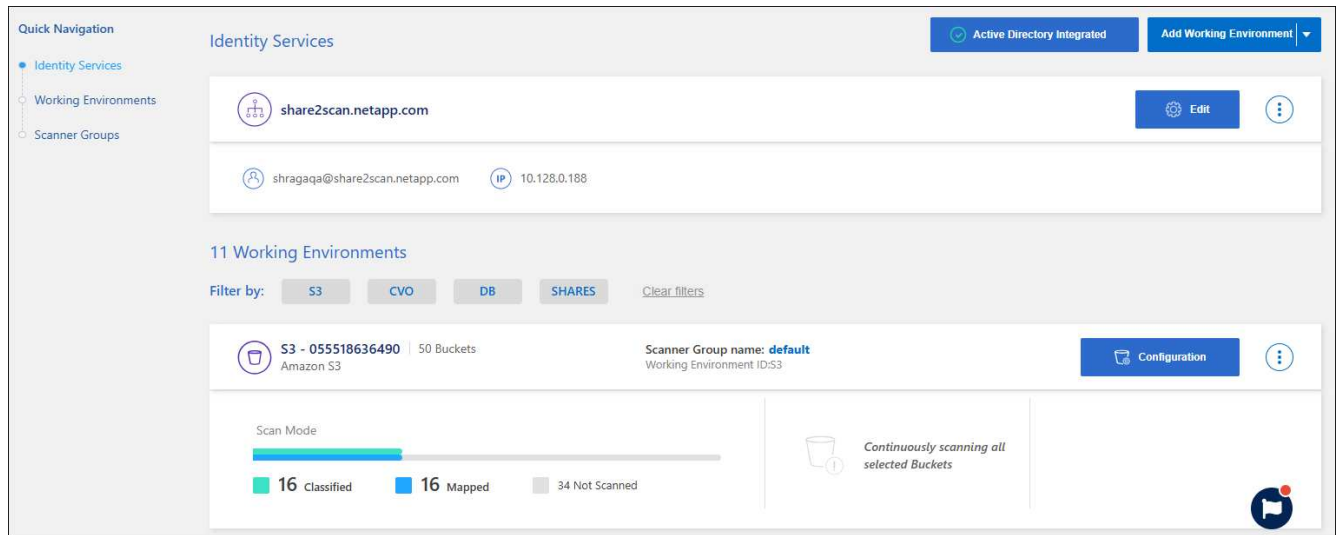 Quick Navigation
Identity Services
Working Environments
Scanner Groups
Identity Services
Active Directory Integrated
Add Working Environment
share2scan.netapp.com
Edit
shragaqa@share2scan.netapp.com
IP 10.128.0.188
11 Working Environments
Filter by: S3 CVO DB SHARES Clear filters
S3 - 055518636490 | 50 Buckets
Amazon S3
Scanner Group name: default
Working Environment ID:S3
Configuration
Scan Mode
16 Classified 16 Mapped 34 Not Scanned
Continuously scanning all
selected Buckets